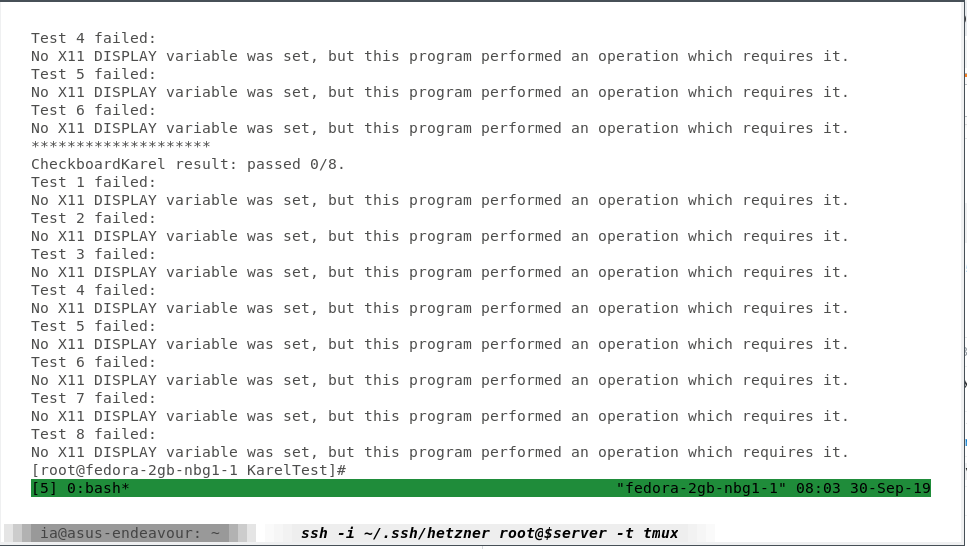 Test 4 failed:
No X11 DISPLAY variable was set, but this program performed an operation which requires it.
Test 5 failed:
No X11 DISPLAY variable was set, but this program performed an operation which requires it.
Test 6 failed:
No X11 DISPLAY variable was set, but this program performed an operation which requires it.
********************
CheckboardKarel result: passed 0/8.
Test 1 failed:
No X11 DISPLAY variable was set, but this program performed an operation which requires it.
Test 2 failed:
No X11 DISPLAY variable was set, but this program performed an operation which requires it.
Test 3 failed:
No X11 DISPLAY variable was set, but this program performed an operation which requires it.
Test 4 failed:
No X11 DISPLAY variable was set, but this program performed an operation which requires it.
Test 5 failed:
No X11 DISPLAY variable was set, but this program performed an operation which requires it.
Test 6 failed:
No X11 DISPLAY variable was set, but this program performed an operation which requires it.
Test 7 failed:
No X11 DISPLAY variable was set, but this program performed an operation which requires it.
Test 8 failed:
No X11 DISPLAY variable was set, but this program performed an operation which requires it.
[root@fedora-2gb-nbg1-1 KarelTest]#
[5] 0:bash* "fedora-2gb-nbg1-1" 08:03 30-Sep-19
ia@asus-endeavour: ~ ssh -i ~/.ssh/hetzner root@$server -t tmux